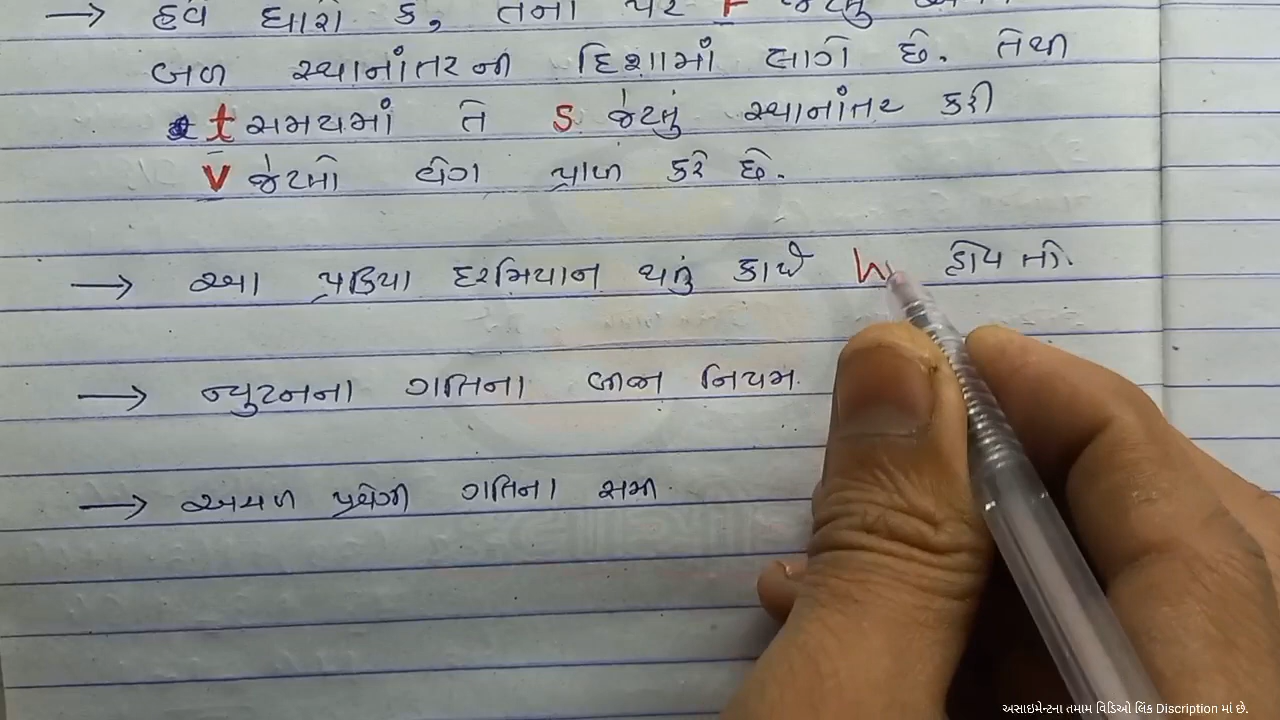 → હવે ધારો કે, તેના પર F જેટલું
બળ સ્થાનાંતરની દિશામાં લાગે છે. તેથી
t સમયમાં તે S જેટલું સ્થાનાંતર કરી
V જેટલો વેગ પ્રાપ્ત કરે છે.
→ આ પ્રક્રિયા દરમિયાન થતું કાર્ય W હોય તો.
→ ન્યુટનના ગતિના બીજા નિયમ.
→ અચળ પ્રવેગી ગતિના સમી.
અસાઇમેન્ટના તમામ વિડિઓ લિંક Discription માં છે.